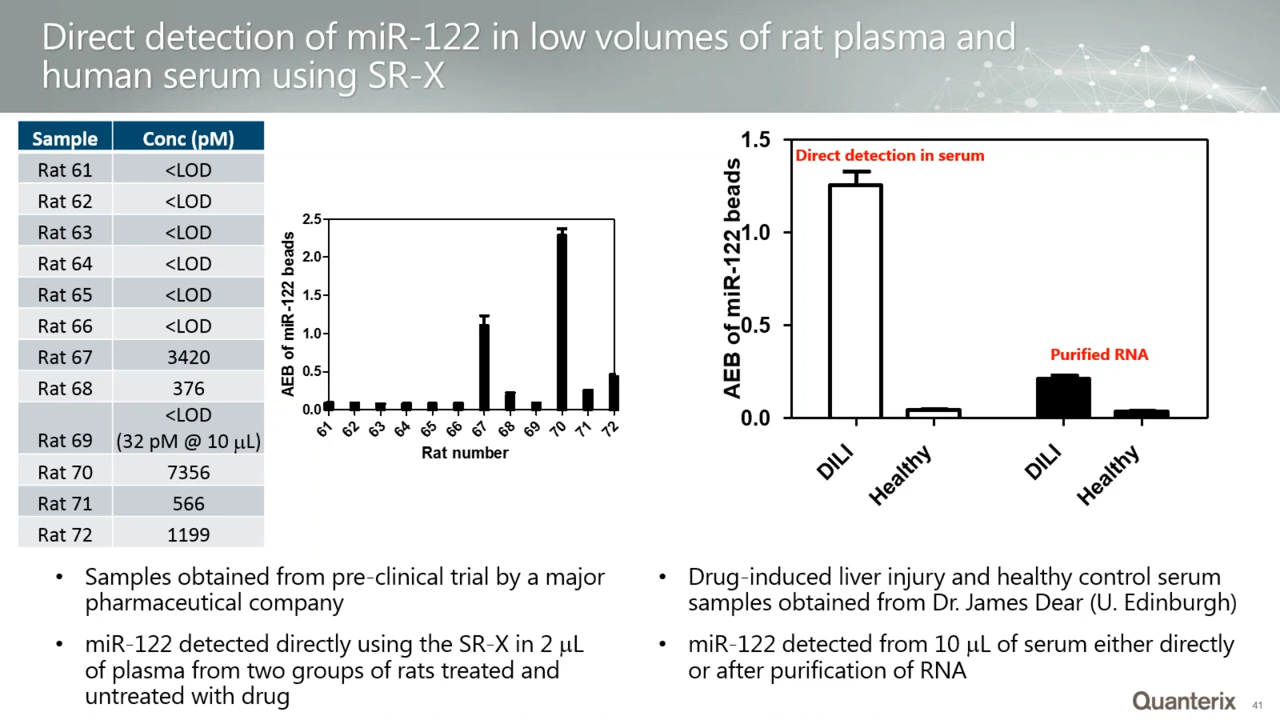 Direct detection of miR-122 in low volumes of rat plasma and
human serum using SR-X
Sample Conc (pM)
Rat 61 <LOD
Rat 62 <LOD
Rat 63 <LOD
Rat 64 <LOD
Rat 65 <LOD
Rat 66 <LOD
Rat 67 3420
Rat 68 376
<LOD
Rat 69 (32 pM @ 10 µL)
Rat 70 7356
Rat 71 566
Rat 72 1199
AEB of miR-122 beads
2.5
2.0
1.5
1.0
0.5
0.0
61 62 63 64 65 66 67 68 69 70 71 72
Rat number
AEB of miR-122 beads
1.5
1.0
0.5
0.0
Direct detection in serum
Purified RNA
DILI Healthy DILI Healthy
• Samples obtained from pre-clinical trial by a major
pharmaceutical company
• miR-122 detected directly using the SR-X in 2 µL
of plasma from two groups of rats treated and
untreated with drug
• Drug-induced liver injury and healthy control serum
samples obtained from Dr. James Dear (U. Edinburgh)
• miR-122 detected from 10 µL of serum either directly
or after purification of RNA
Quanterix 41